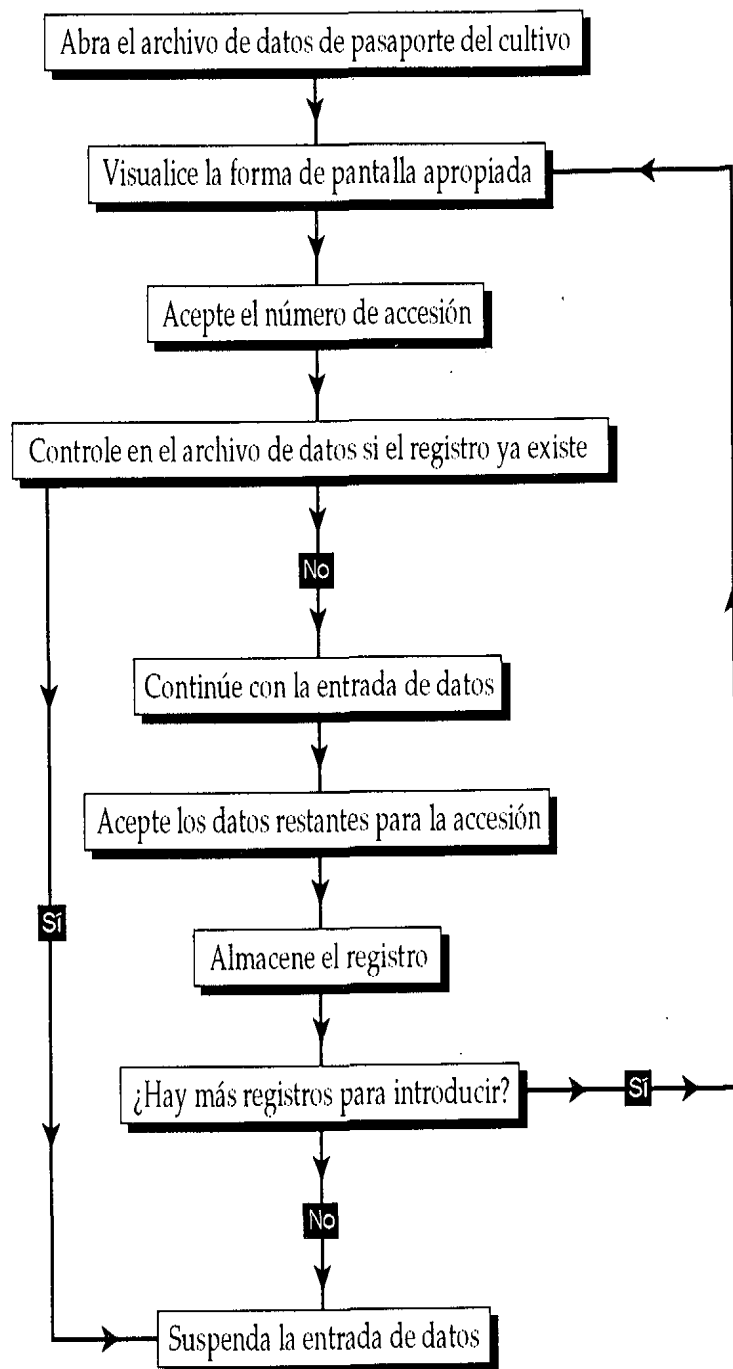 Abra el archivo de datos de pasaporte del cultivo
Visualice la forma de pantalla apropiada
Acepte el número de accesión
Controle en el archivo de datos si el registro ya existe
No
Continúe con la entrada de datos
Acepte los datos restantes para la accesión
Sí
Almacene el registro
¿Hay más registros para introducir?
Sí
No
Suspenda la entrada de datos